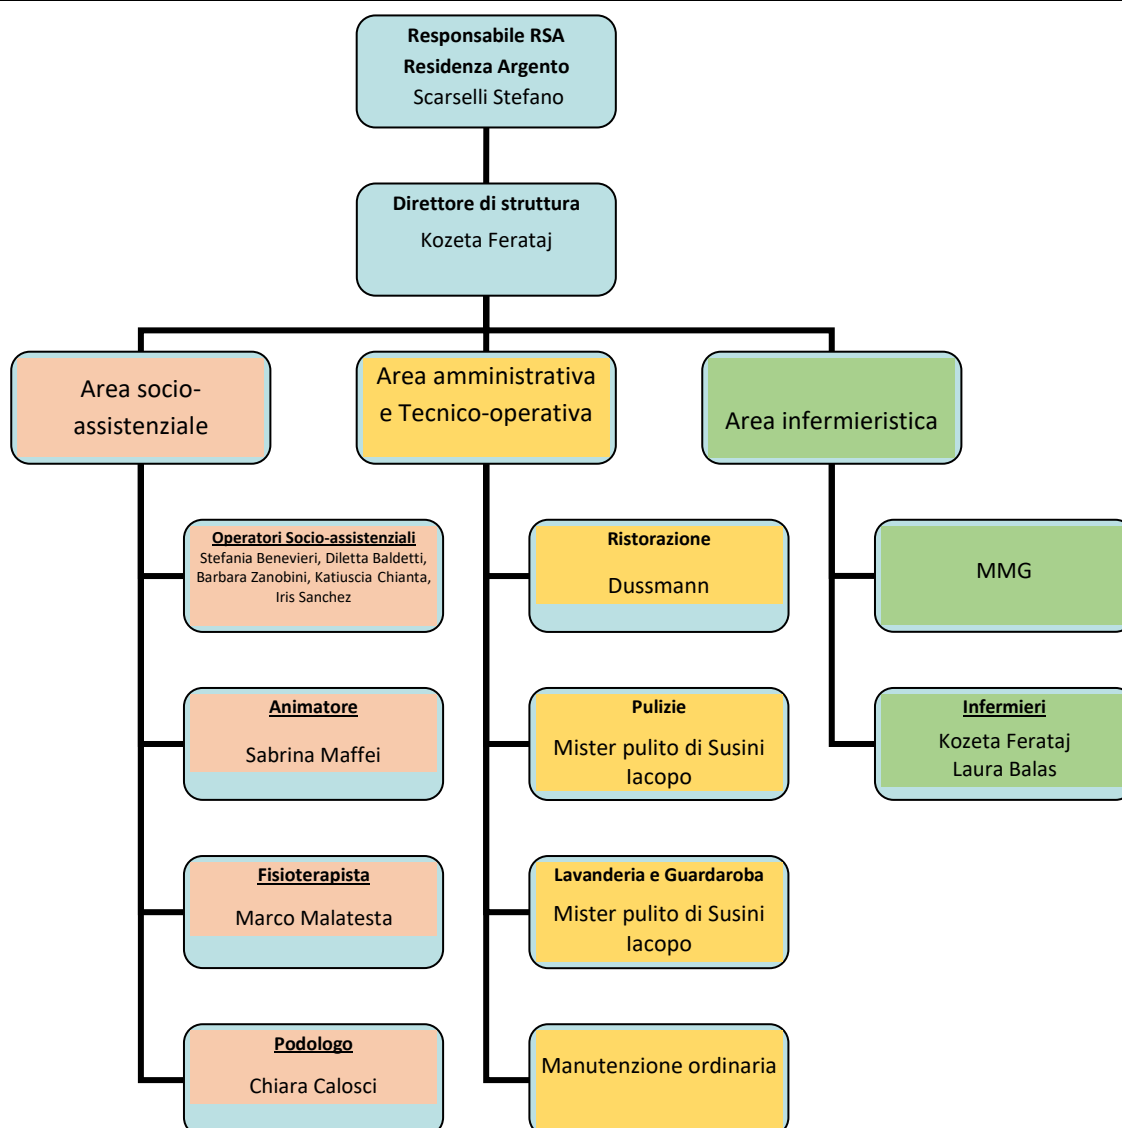 Responsabile RSA
Residenza Argento
Scarselli Stefano
Direttore di struttura
Kozeta Ferataj
Area socio-
assistenziale
Area amministrativa
e Tecnico-operativa
Area infermieristica
Operatori Socio-assistenziali
Stefania Benevieri, Diletta Baldetti,
Barbara Zanobini, Katiuscia Chianta,
Iris Sanchez
Ristorazione
Dussmann
MMG
Animatore
Sabrina Maffei
Pulizie
Mister pulito di Susini
Iacopo
Infermieri
Kozeta Ferataj
Laura Balas
Fisioterapista
Marco Malatesta
Lavanderia e Guardaroba
Mister pulito di Susini
Iacopo
Podologo
Chiara Calosci
Manutenzione ordinaria